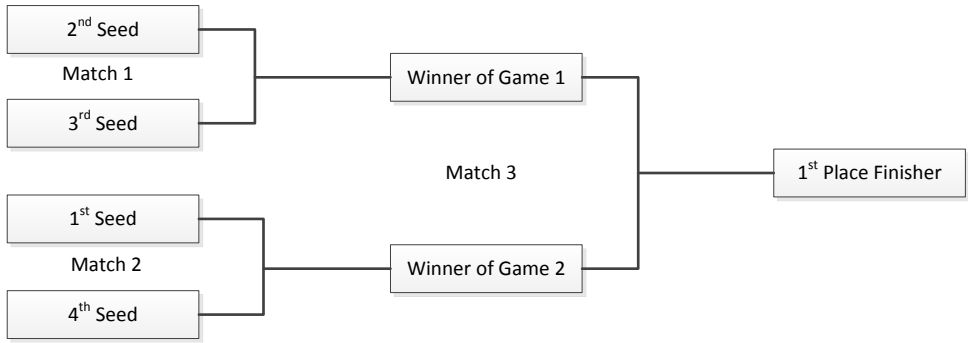 2nd Seed
Match 1
3rd Seed
Winner of Game 1
Match 3
1st Place Finisher
1st Seed
Match 2
4th Seed
Winner of Game 2